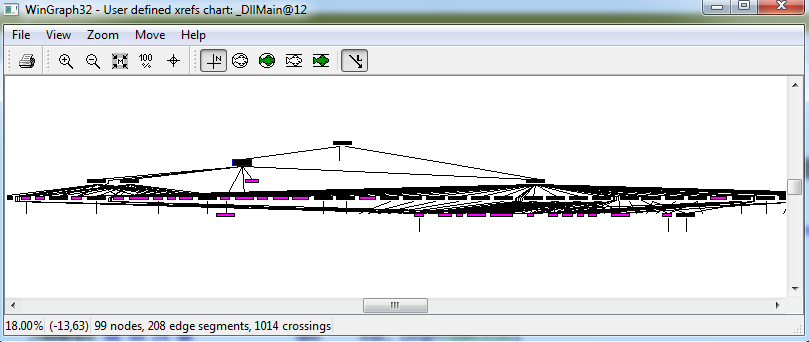 WinGraph32 - User defined xrefs chart: _DllMain@12
File View Zoom Move Help
100 % N
18.00% (-13,63) 99 nodes, 208 edge segments, 1014 crossings